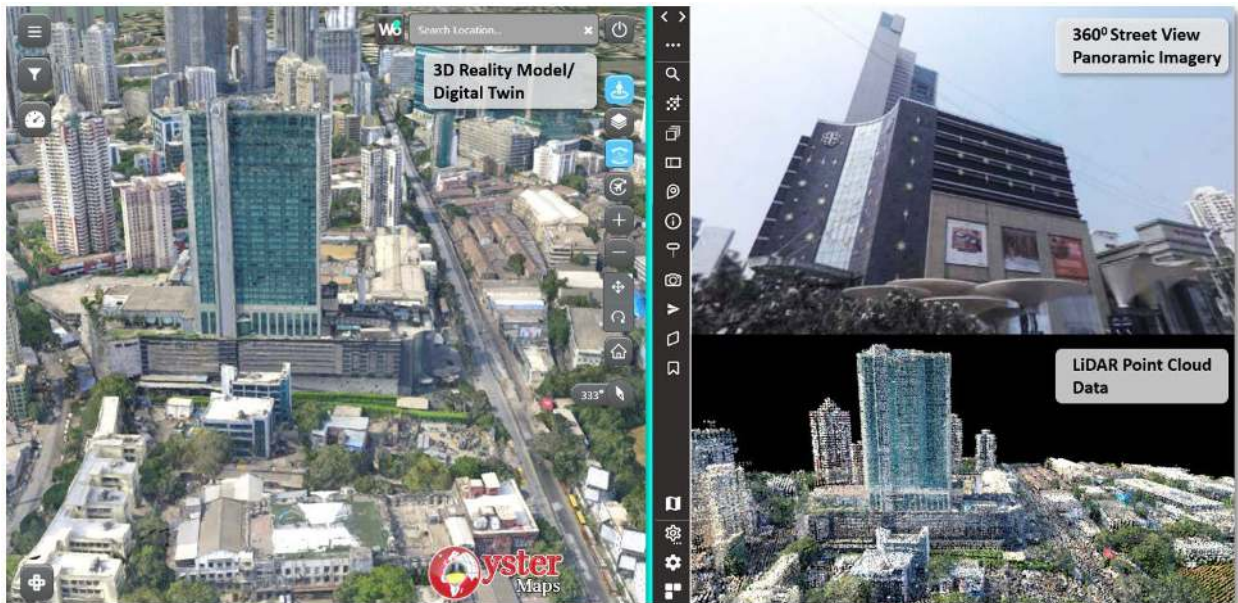 W6
Search Location...
3D Reality Model/
Digital Twin
333°
Oyster
Maps
360⁰ Street View
Panoramic Imagery
LiDAR Point Cloud
Data